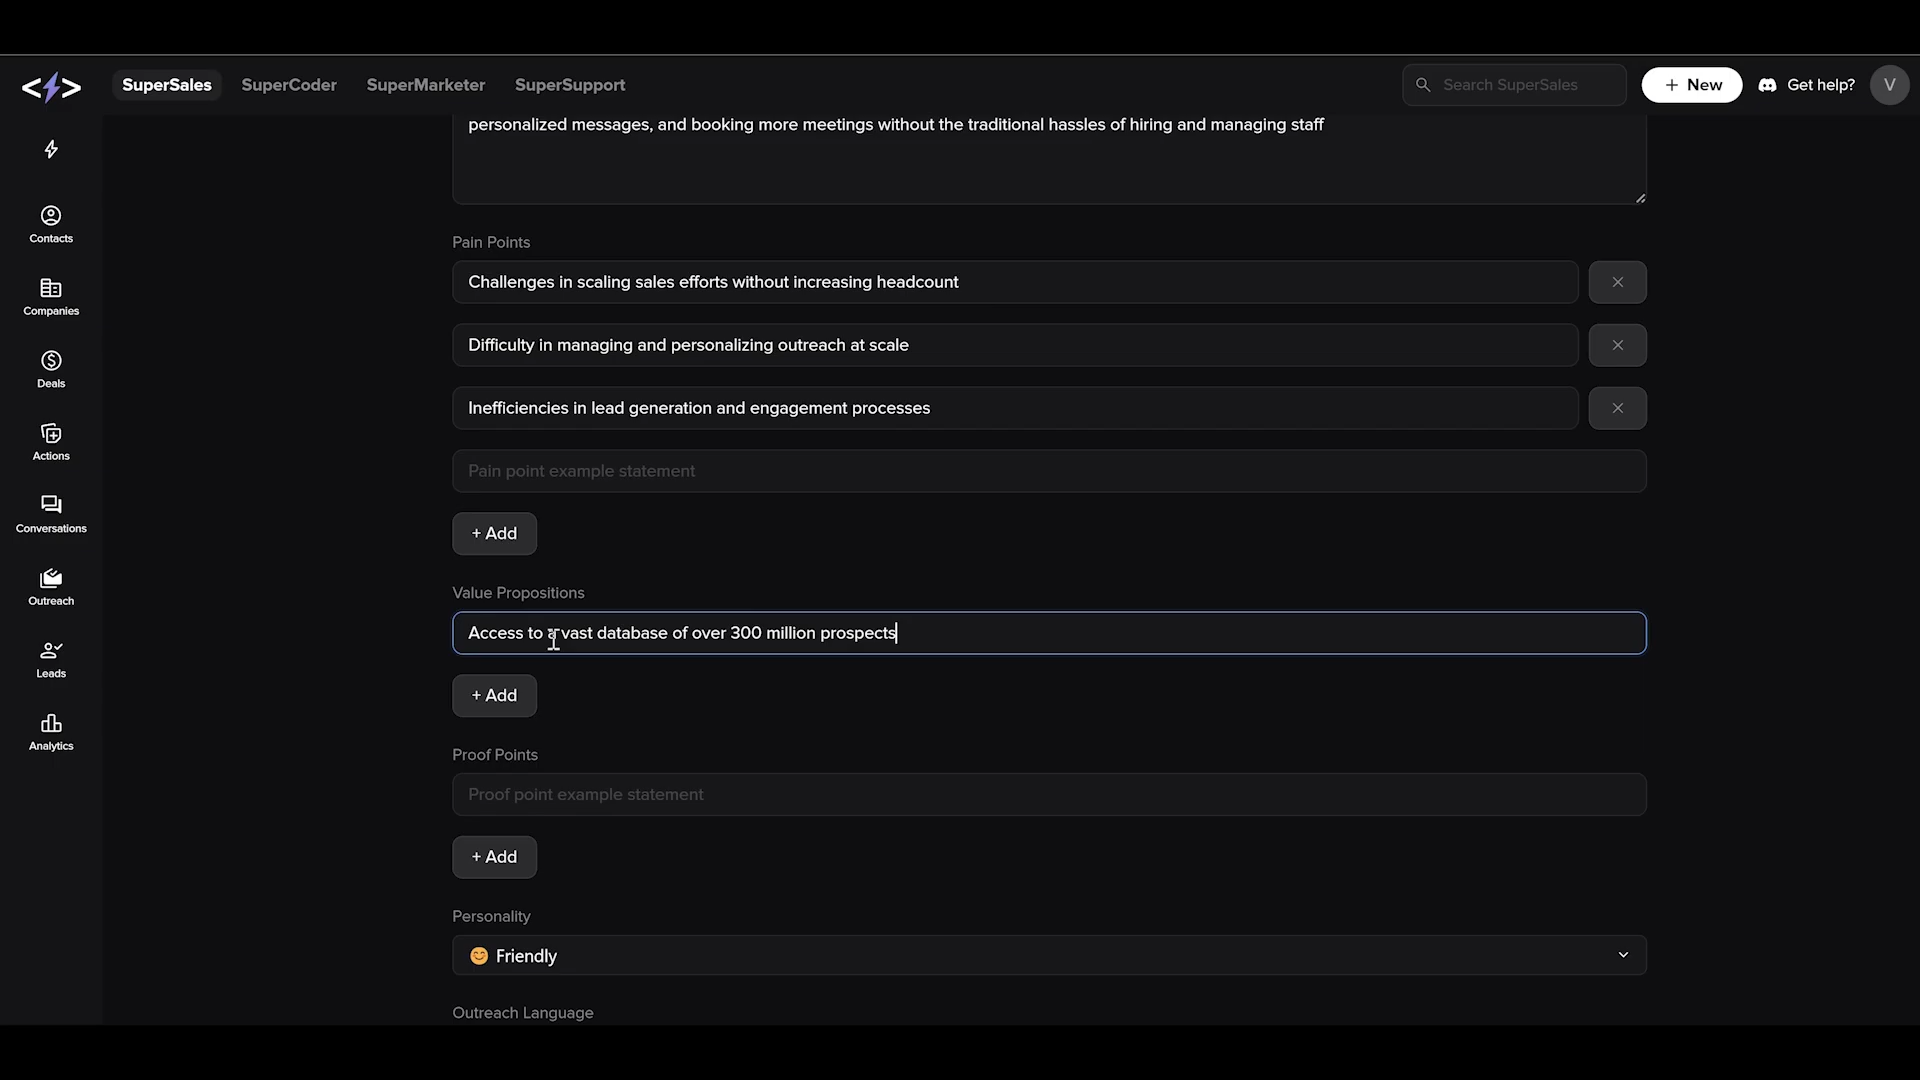 SuperSales SuperCoder SuperMarketer SuperSupport Search SuperSales + New Get help? V
personalized messages, and booking more meetings without the traditional hassles of hiring and managing staff
Contacts
Companies
Deals
Actions
Conversations
Outreach
Leads
Analytics
Pain Points
Challenges in scaling sales efforts without increasing headcount
Difficulty in managing and personalizing outreach at scale
Inefficiencies in lead generation and engagement processes
Pain point example statement
+ Add
Value Propositions
Access to a vast database of over 300 million prospects
+ Add
Proof Points
Proof point example statement
+ Add
Personality
Friendly
Outreach Language